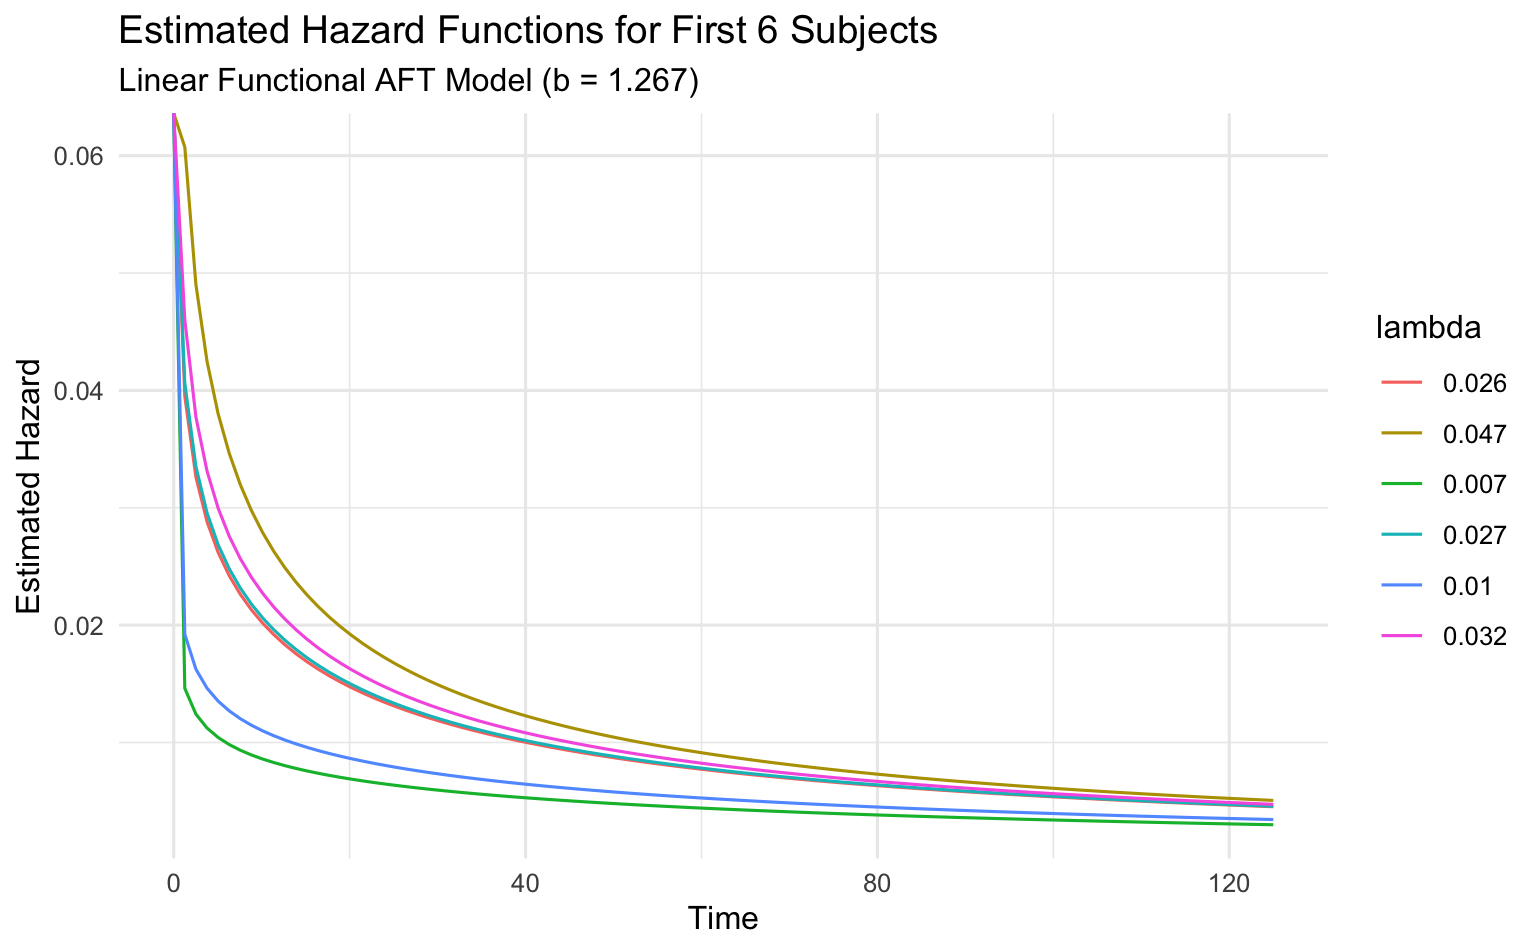 Estimated Hazard Functions for First 6 Subjects
Linear Functional AFT Model (b = 1.267)
Estimated Hazard
0.06
0.04
0.02
0
40
80
120
Time
lambda
0.026
0.047
0.007
0.027
0.01
0.032